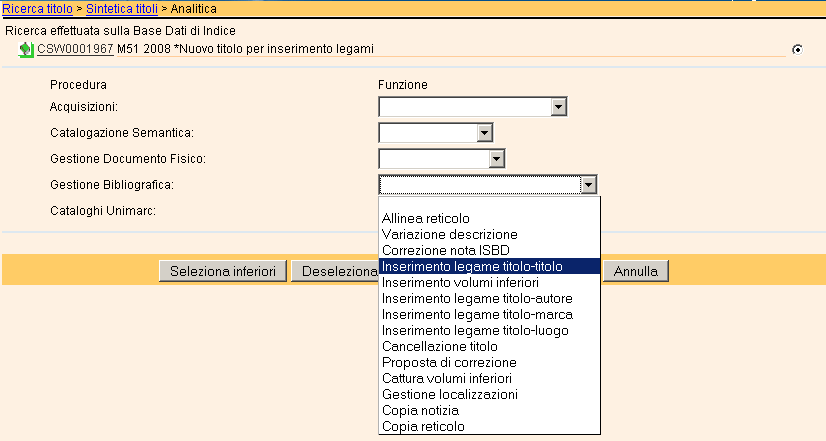 Ricerca titolo > Sintetica titoli > Analitica
Ricerca effettuata sulla Base Dati di Indice
CSW0001967 M51 2008 *Nuovo titolo per inserimento legami
Procedura Funzione
Acquisizioni:
Catalogazione Semantica:
Gestione Documento Fisico:
Gestione Bibliografica:
Cataloghi Unimarc:
Allinea reticolo
Variazione descrizione
Correzione nota ISBD
Inserimento legame titolo-titolo
Inserimento volumi inferiori
Inserimento legame titolo-autore
Inserimento legame titolo-marca
Inserimento legame titolo-luogo
Cancellazione titolo
Proposta di correzione
Cattura volumi inferiori
Gestione localizzazioni
Copia notizia
Copia reticolo
Seleziona inferiori Deseleziona Annulla